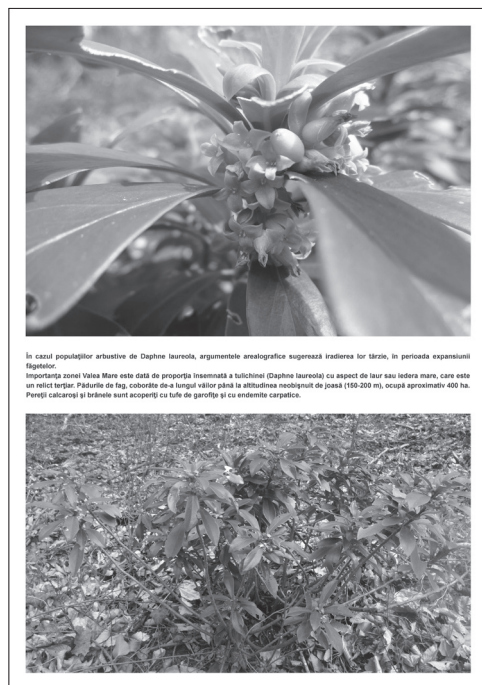 În cazul populațiilor arbustive de Daphne laureola, argumentele arealografice sugerează iradierea lor târzie, în perioada expansiunii
făgetelor.
Importanța zonei Valea Mare este dată de proporția însemnată a tulichinei (Daphne laureola) cu aspect de laur sau iedera mare, care este
un relict terțiar. Pădurile de fag, coborâte de-a lungul văilor până la altitudinea neobișnuit de joasă (150-200 m), ocupă aproximativ 400 ha.
Pereții calcaroși și brânele sunt acoperiți cu tufe de garofițe și cu endemite carpatice.